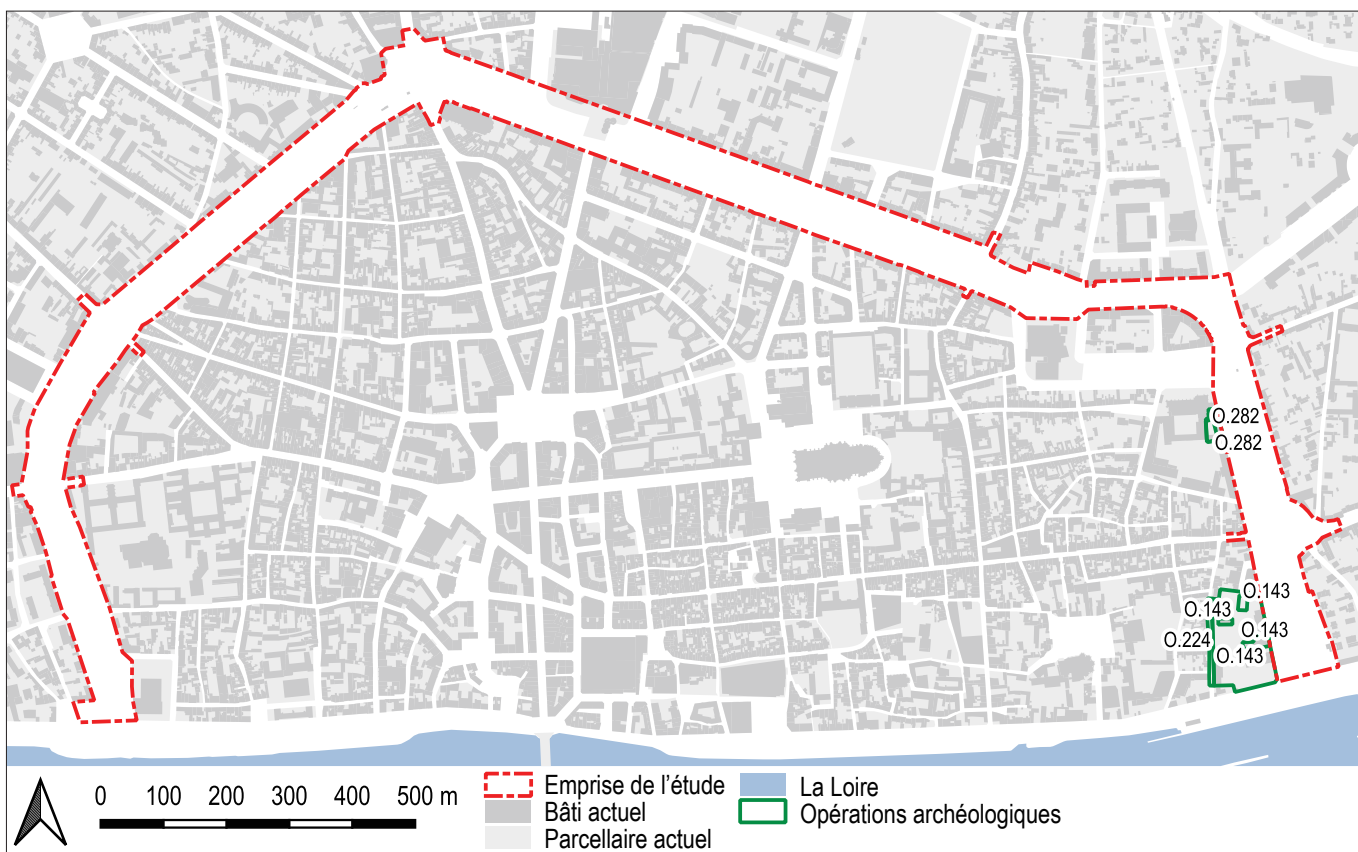 O.282
O.282
O.143
O.143
O.224
O.143
O.143
0 100 200 300 400 500 m
Emprise de l’étude
Bâti actuel
Parcellaire actuel
La Loire
Opérations archéologiques